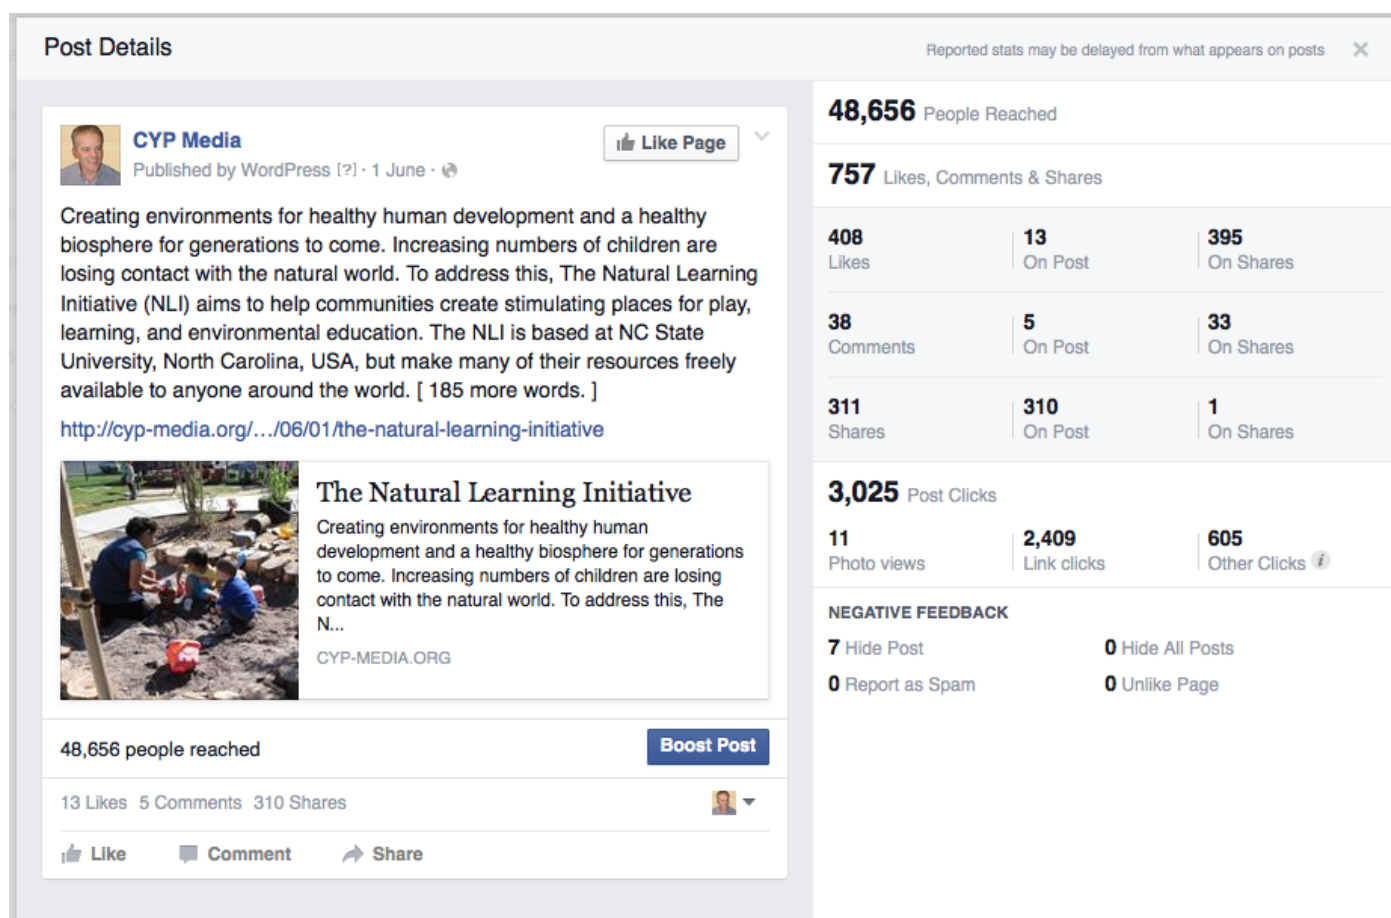 Post Details
Reported stats may be delayed from what appears on posts
CYP Media
Published by WordPress [?] · 1 June ·
Like Page
Creating environments for healthy human development and a healthy
biosphere for generations to come. Increasing numbers of children are
losing contact with the natural world. To address this, The Natural Learning
Initiative (NLI) aims to help communities create stimulating places for play,
learning, and environmental education. The NLI is based at NC State
University, North Carolina, USA, but make many of their resources freely
available to anyone around the world. [ 185 more words. ]
http://cyp-media.org/.../06/01/the-natural-learning-initiative
The Natural Learning Initiative
Creating environments for healthy human
development and a healthy biosphere for generations
to come. Increasing numbers of children are losing
contact with the natural world. To address this, The
N...
CYP-MEDIA.ORG
48,656 people reached
Boost Post
13 Likes 5 Comments 310 Shares
Like Comment Share
48,656 People Reached
757 Likes, Comments & Shares
408 13 395
Likes On Post On Shares
38 5 33
Comments On Post On Shares
311 310 1
Shares On Post On Shares
3,025 Post Clicks
11 2,409 605
Photo views Link clicks Other Clicks i
NEGATIVE FEEDBACK
7 Hide Post 0 Hide All Posts
0 Report as Spam 0 Unlike Page